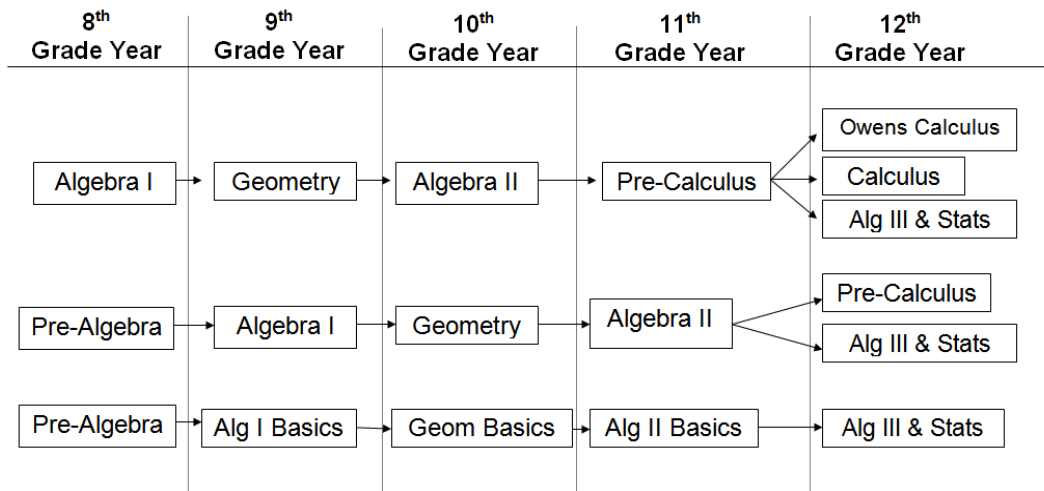 8th 9th 10th 11th 12th
Grade Year Grade Year Grade Year Grade Year Grade Year
Owens Calculus
Algebra I Geometry Algebra II Pre-Calculus Calculus
Alg III & Stats
Pre-Calculus
Pre-Algebra Algebra I Geometry Algebra II
Alg III & Stats
Pre-Algebra Alg I Basics Geom Basics Alg II Basics Alg III & Stats